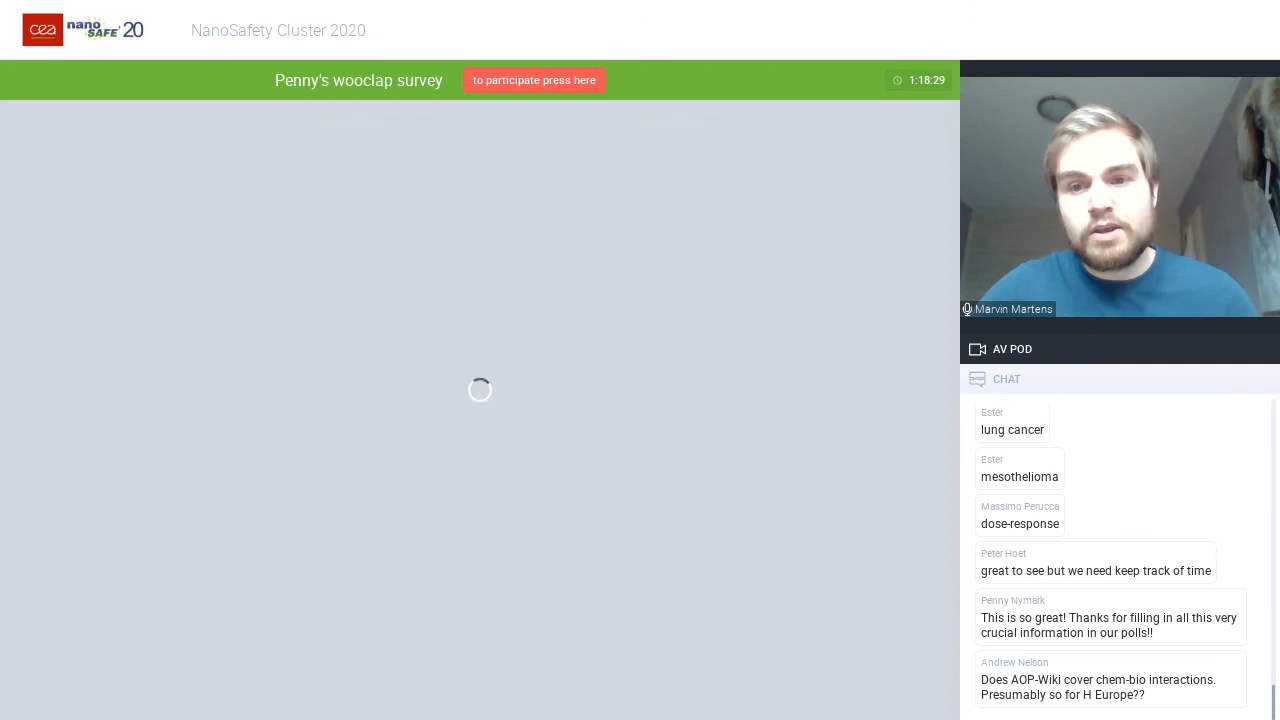 cea nano SAFE' 20
NanoSafety Cluster 2020
Penny's wooclap survey
to participate press here
1:18:29
Marvin Martens
AV POD
CHAT
Ester
lung cancer
Ester
mesothelioma
Massimo Perucca
dose-response
Peter Hoet
great to see but we need keep track of time
Penny Nymark
This is so great! Thanks for filling in all this very
crucial information in our polls!!
Andrew Nelson
Does AOP-Wiki cover chem-bio interactions.
Presumably so for H Europe??